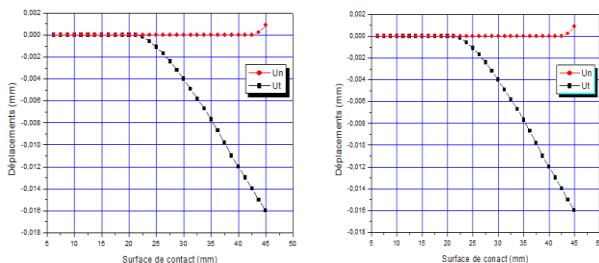 0,002
0,000
-0,002
-0,004
-0,006
-0,008
-0,010
-0,012
-0,014
-0,016
-0,018
Déplacements (mm)
Un
Ut
5 10 15 20 25 30 35 40 45 50
Surface de contact (mm)
0,002
0,000
-0,002
-0,004
-0,006
-0,008
-0,010
-0,012
-0,014
-0,016
-0,018
Déplacements (mm)
Un
Ut
5 10 15 20 25 30 35 40 45 50
Surface de conact (mm)